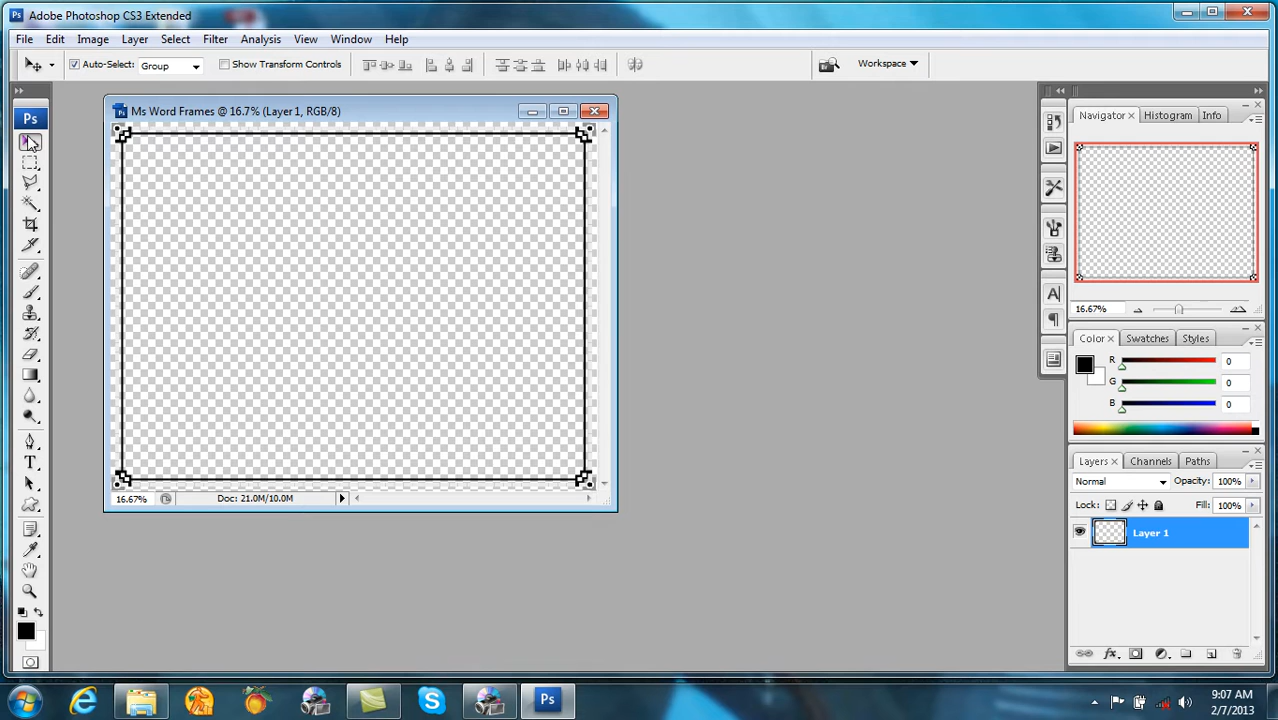 Ps Adobe Photoshop CS3 Extended
File Edit Image Layer Select Filter Analysis View Window Help
Auto-Select: Group Show Transform Controls Workspace
Ps
Ms Word Frames @ 16.7% (Layer 1, RGB/8)
16.67% Doc: 21.0M/10.0M
Navigator Histogram Info
16.67%
A
Color Swatches Styles
R 0
G 0
B 0
Layers Channels Paths
Normal Opacity: 100%
Lock: Fill: 100%
Layer 1
T
Ps
9:07 AM
2/7/2013